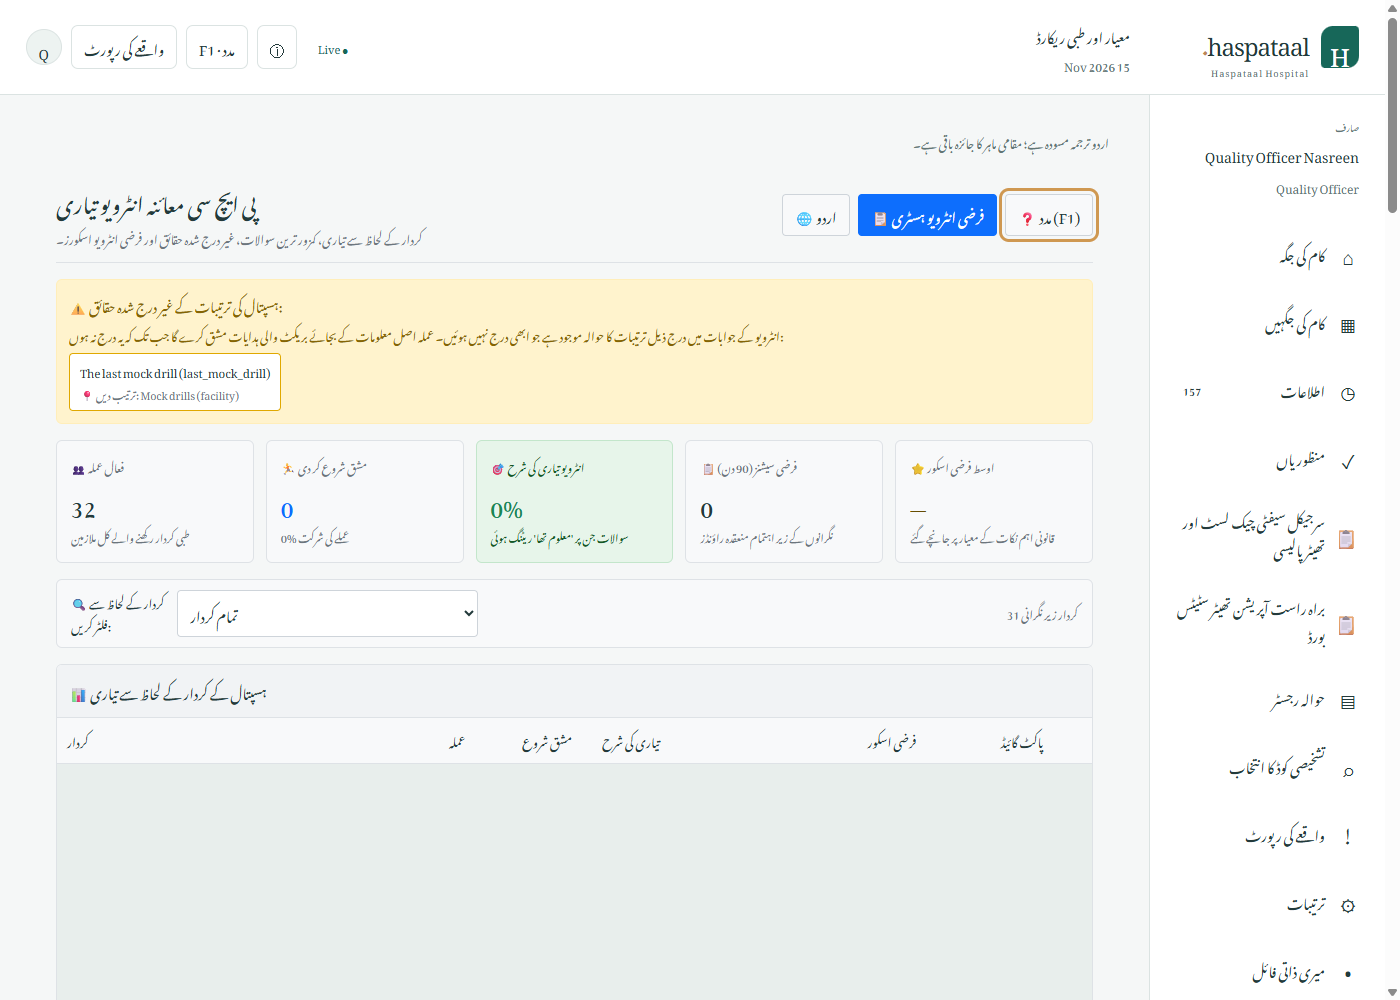 haspataal.
Haspataal Hospital
H
معیار اور طبی ریکارڈ
15 Nov 2026
Live
مدد F1۰
واقعے کی رپورٹ
Q
صارف
Quality Officer Nasreen
Quality Officer
کام کی جگہ
کام کی جگہیں
اطلاعات
157
منظوریاں
سرجیکل سیفٹی چیک لسٹ اور
تھیٹر پالیسی
براہ راست آپریشن تھیٹر سٹیٹس
بورڈ
حوالہ رجسٹر
تشخیصی کوڈ کا انتخاب
واقعے کی رپورٹ
ترتیبات
میری ذاتی فائل
اردو ترجمہ مسودہ ہے؛ مقامی ماہر کا جائزہ باقی ہے۔
پی ایچ سی معائنہ انٹرویو تیاری
کردار کے لحاظ سے تیاری، کمزور ترین سوالات، غیر درج شدہ حقائق اور فرضی انٹرویو اسکورز۔
مدد (F1)
فرضی انٹرویو ہسٹری
اردو
ہسپتال کی ترتیبات کے غیر درج شدہ حقائق:
انٹرویو کے جوابات میں درج ذیل ترتیبات کا حوالہ موجود ہے جو ابھی درج نہیں ہوئیں۔ عملہ اصل معلومات کے بجائے بریکٹ والی ہدایات مشق کرے گا جب تک کہ یہ درج نہ ہوں:
The last mock drill (last_mock_drill)
ترتیب دیں: Mock drills (facility)
فعال عملہ
32
طبی کردار رکھنے والے کل ملازمین
مشق شروع کر دی
0
عملے کی شرکت 0%
انٹرویو تیاری کی شرح
0%
سوالات جن پر 'معلوم تھا' ریٹنگ ہوئی
فرضی سیشنز (90 دن)
0
نگرانوں کے زیر اہتمام منعقدہ راؤنڈز
اوسط فرضی اسکور
—
قانونی اہم نکات کے معیار پر جانچے گئے
کردار کے لحاظ سے
فلٹر کریں:
تمام کردار
31 کردار زیر نگرانی
ہسپتال کے کردار کے لحاظ سے تیاری
کردار
عملہ
مشق شروع
تیاری کی شرح
فرضی اسکور
پاکٹ گائیڈ